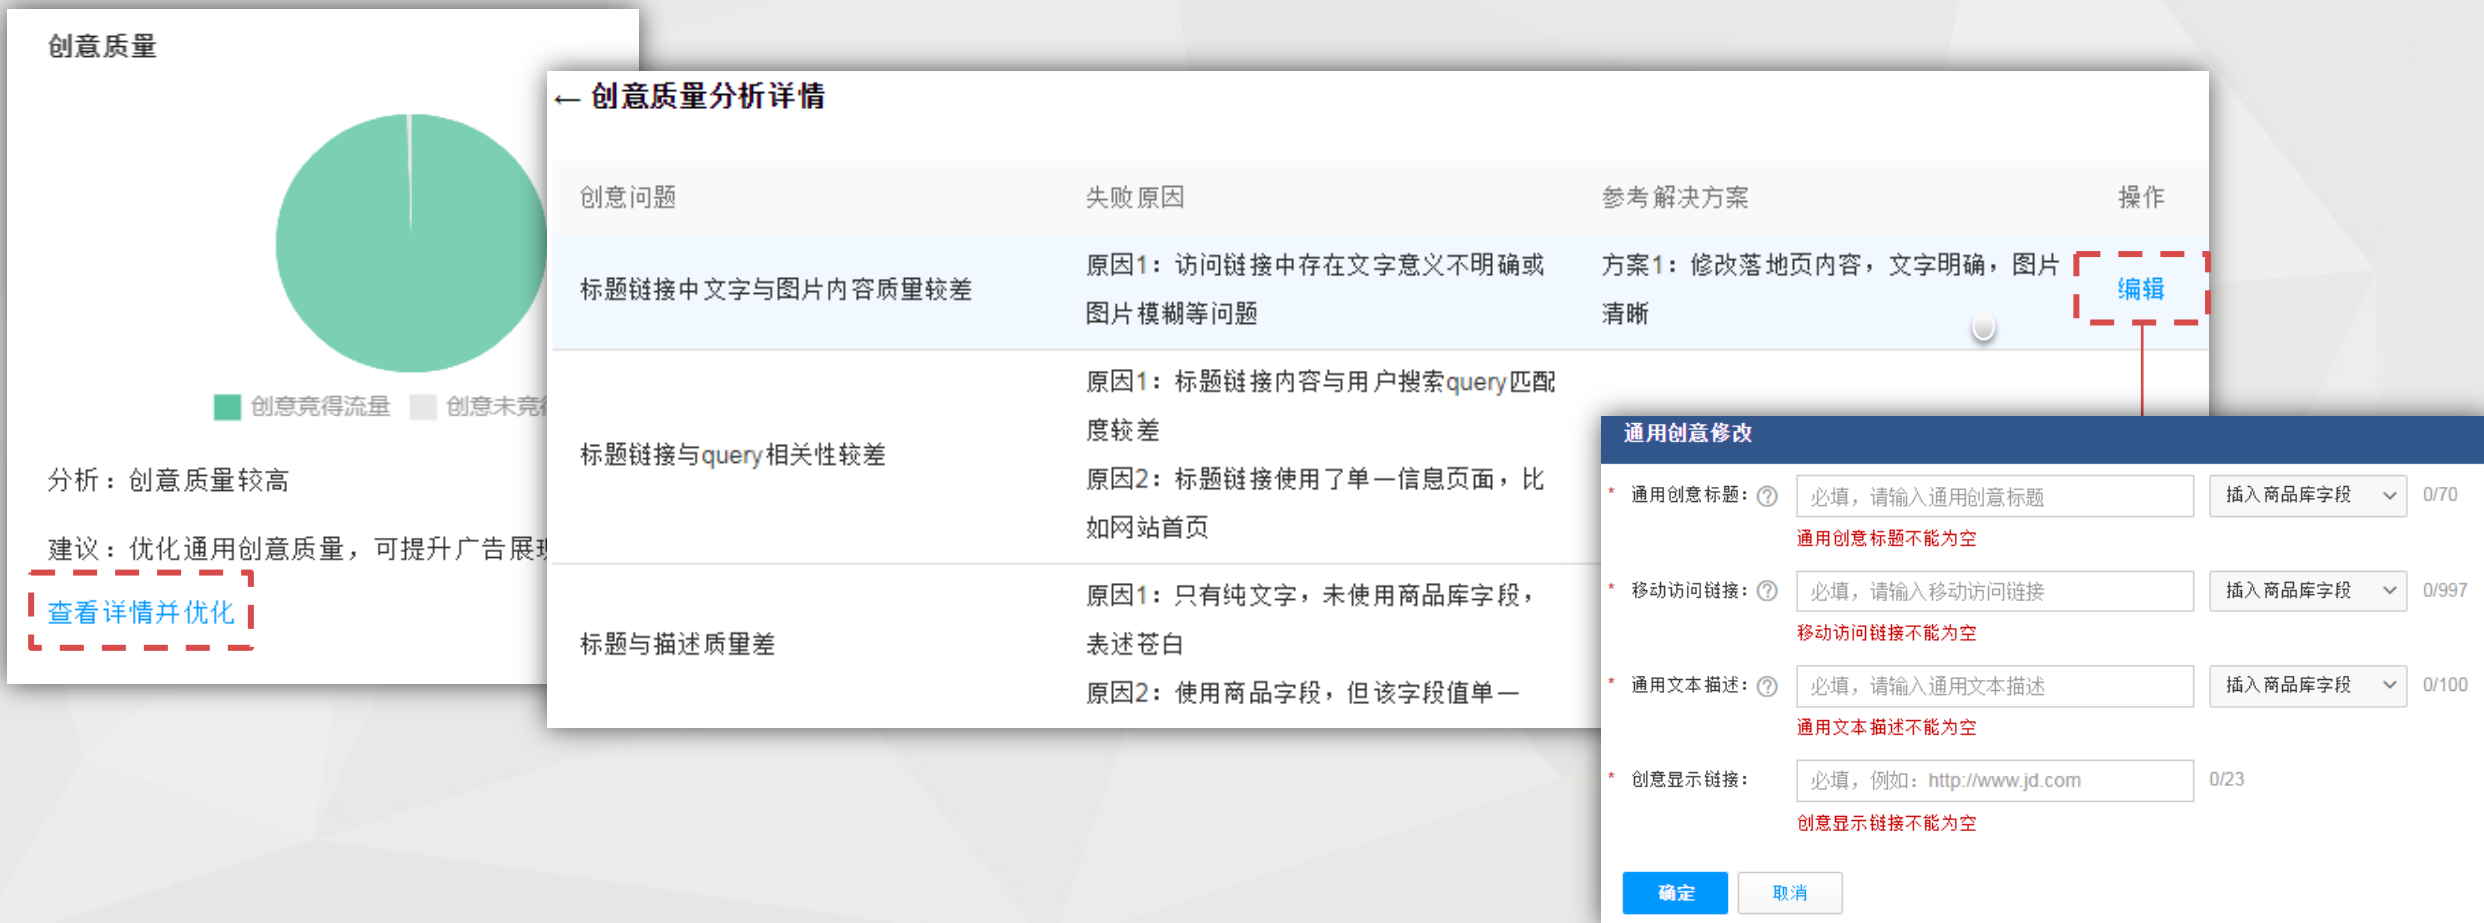 创意质量
创意竞得流量
创意未竞
分析：创意质量较高
建议：优化通用创意质量，可提升广告展
查看详情并优化
← 创意质量分析详情
创意问题
失败原因
参考解决方案
操作
标题链接中文字与图片内容质量较差
原因1：访问链接中存在文字意义不明确或
图片模糊等问题
方案1：修改落地页内容，文字明确，图片
清晰
编辑
标题链接与query相关性较差
原因1：标题链接内容与用户搜索query匹配
度较差
原因2：标题链接使用了单一信息页面，比
如网站首页
标题与描述质量差
原因1：只有纯文字，未使用商品库字段，
表述苍白
原因2：使用商品字段，但该字段值单一
通用创意修改
* 通用创意标题： ? 必填，请输入通用创意标题 插入商品库字段 0/70
通用创意标题不能为空
* 移动访问链接： ? 必填，请输入移动访问链接 插入商品库字段 0/997
移动访问链接不能为空
* 通用文本描述： ? 必填，请输入通用文本描述 插入商品库字段 0/100
通用文本描述不能为空
* 创意显示链接： 必填，例如：http://www.jd.com 0/23
创意显示链接不能为空
确定 取消